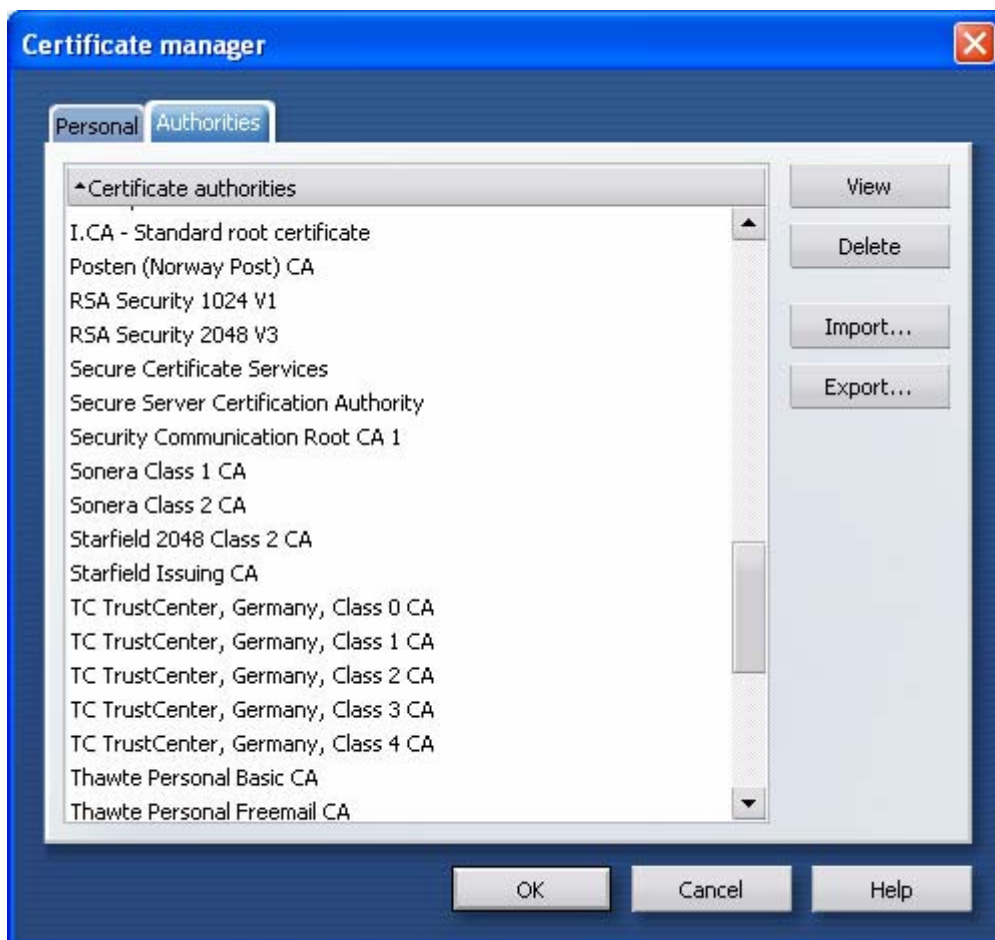 Certificate manager
Personal
Authorities
Certificate authorities
I.CA - Standard root certificate
Posten (Norway Post) CA
RSA Security 1024 V1
RSA Security 2048 V3
Secure Certificate Services
Secure Server Certification Authority
Security Communication Root CA 1
Sonera Class 1 CA
Sonera Class 2 CA
Starfield 2048 Class 2 CA
Starfield Issuing CA
TC TrustCenter, Germany, Class 0 CA
TC TrustCenter, Germany, Class 1 CA
TC TrustCenter, Germany, Class 2 CA
TC TrustCenter, Germany, Class 3 CA
TC TrustCenter, Germany, Class 4 CA
Thawte Personal Basic CA
Thawte Personal Freemail CA
View
Delete
Import...
Export...
OK
Cancel
Help